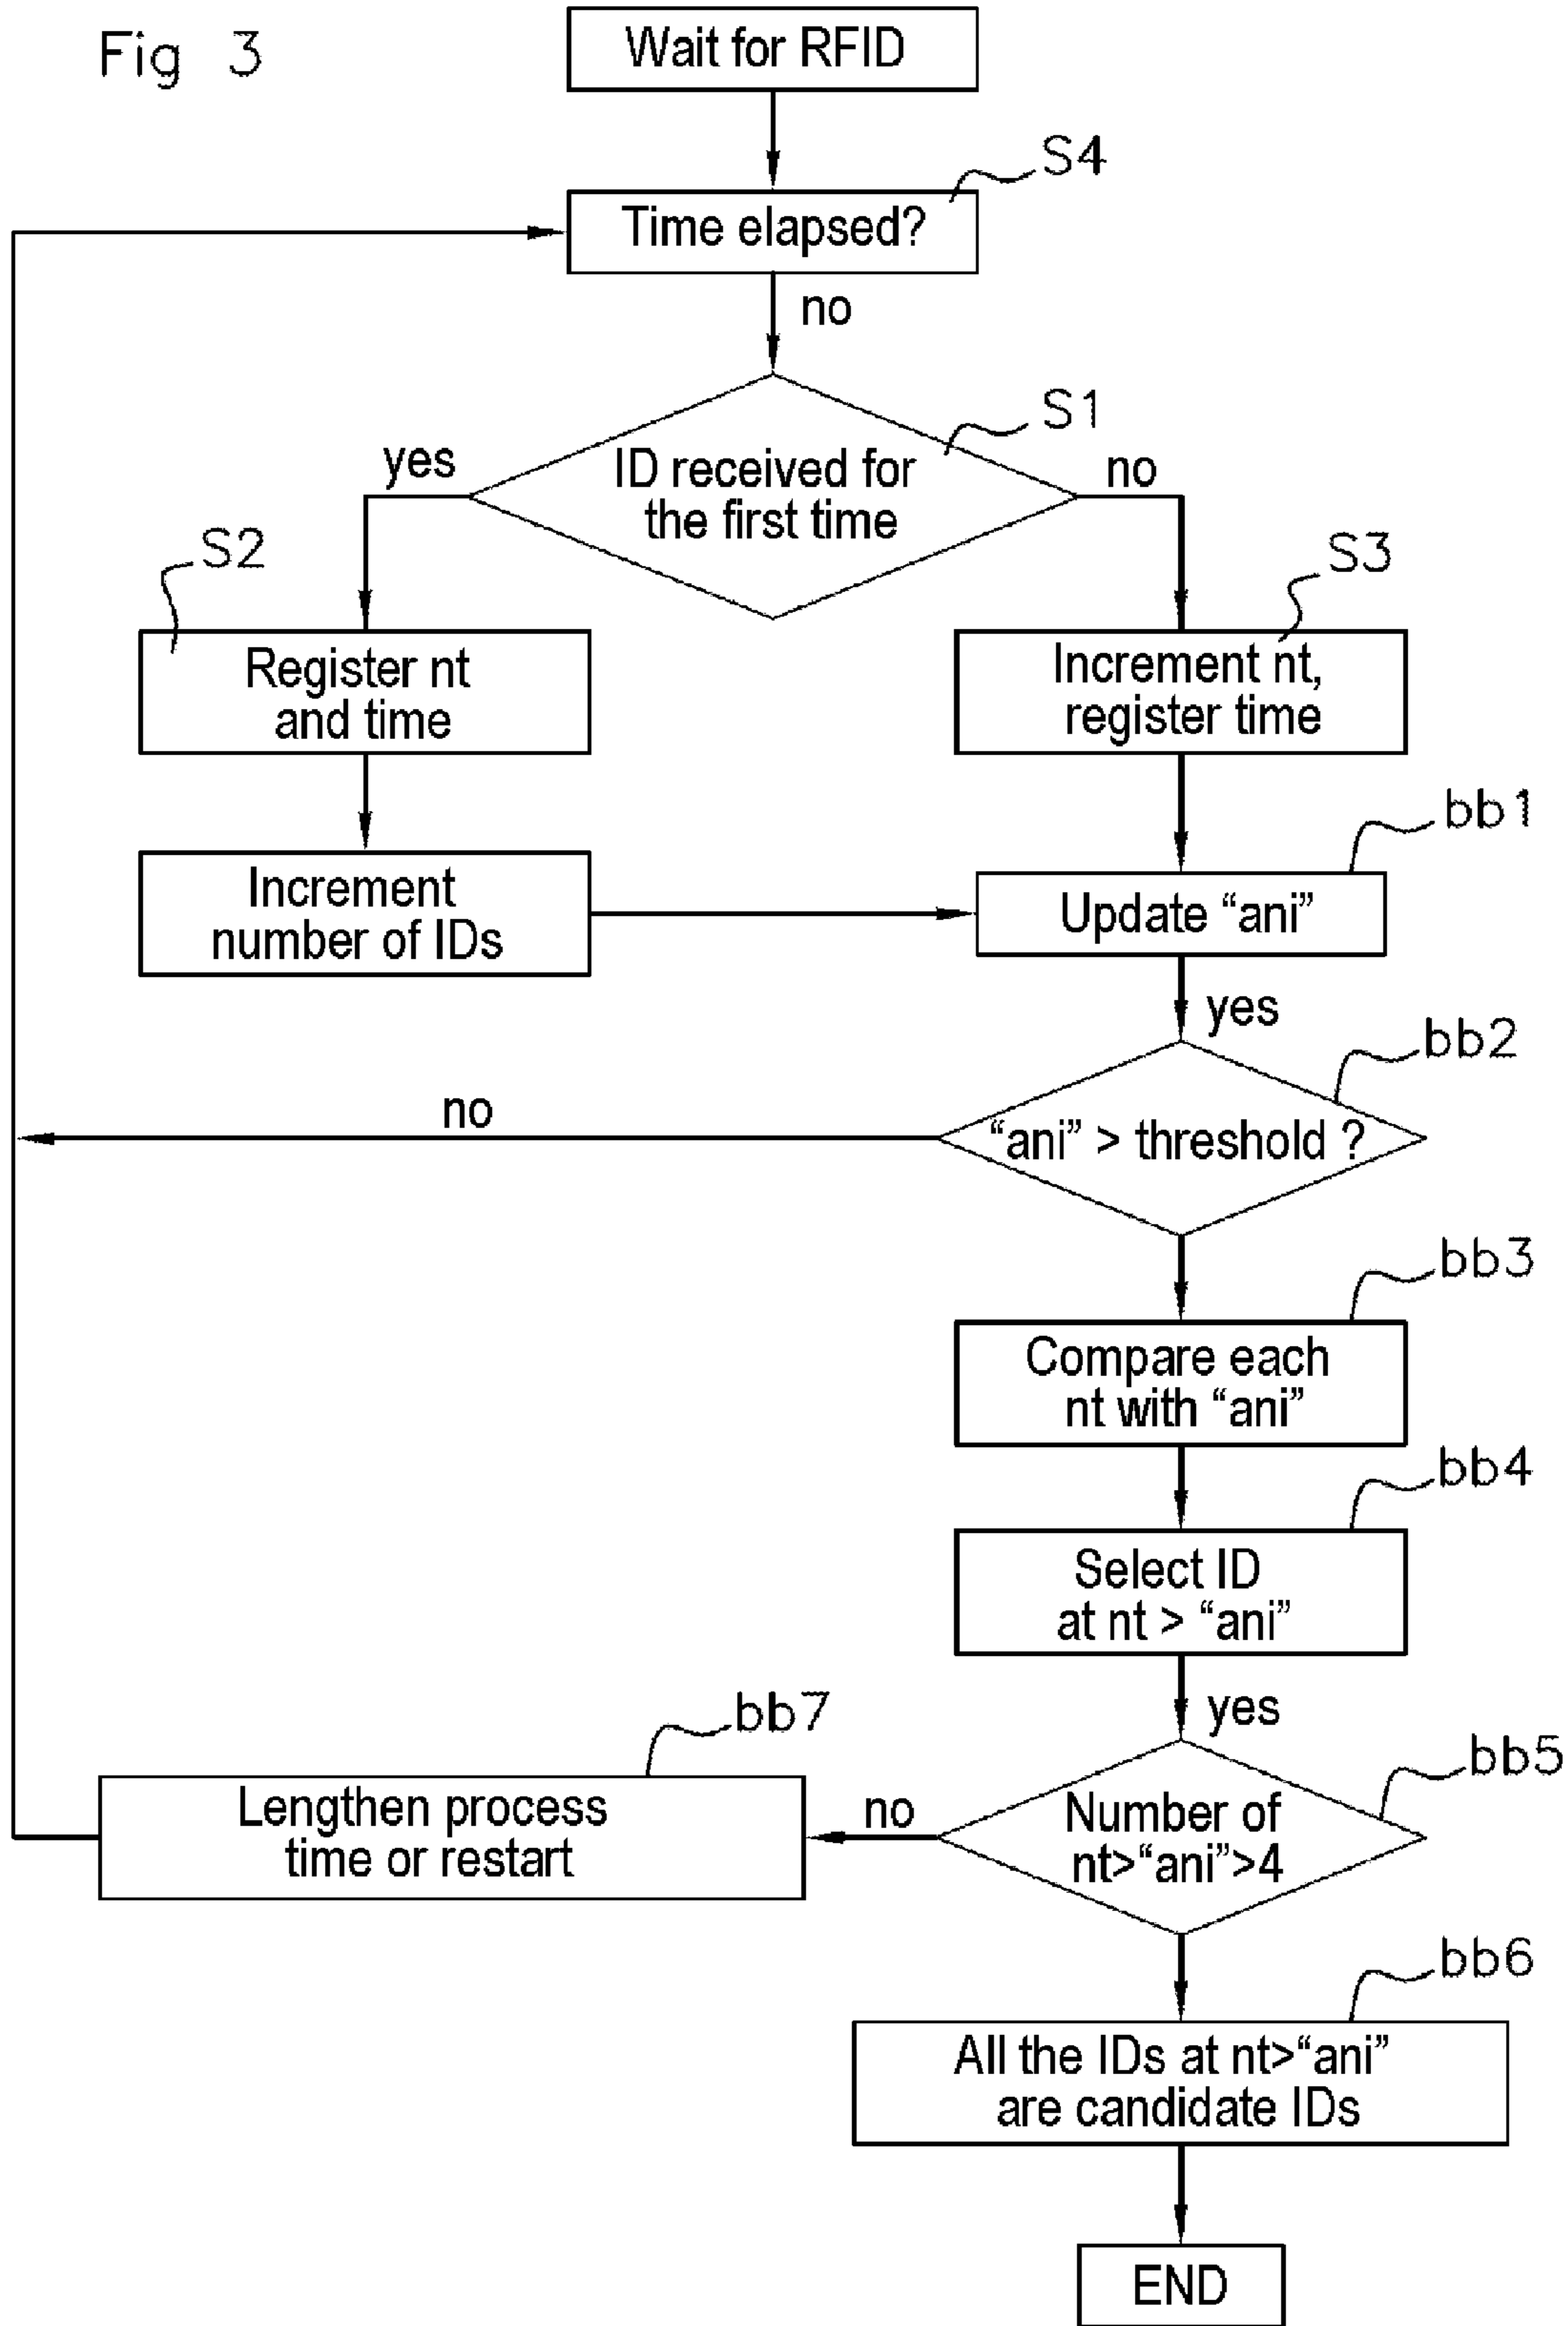 Fig 3
Wait for RFID
S4
Time elapsed?
no
S1
yes
ID received for
the first time
no
S2
S3
Register nt
and time
Increment nt,
register time
bb1
Increment
number of IDs
Update “ani”
yes
bb2
no
“ani” > threshold ?
bb3
Compare each
nt with “ani”
bb4
Select ID
at nt > “ani”
yes
bb7
bb5
Lengthen process
time or restart
no
Number of
nt>“ani”>4
bb6
All the IDs at nt>“ani”
are candidate IDs
END